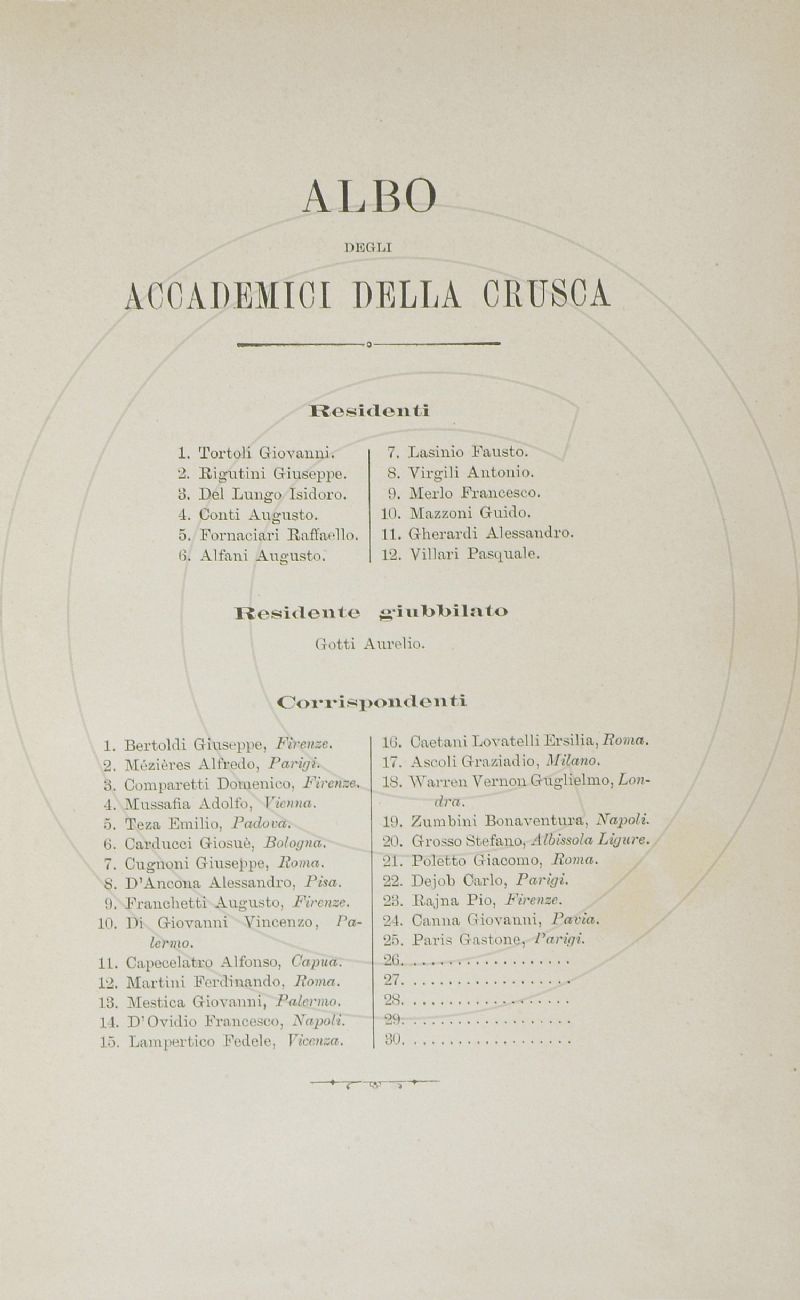 ALBO
DEGLI
ACCADEMICI DELLA CRUSCA
Residenti
1. Tortoli Giovanni.
2. Rigutini Giuseppe.
3. Del Lungo Isidoro.
4. Conti Augusto.
5. Fornaciari Raffaello.
6. Alfani Augusto.
7. Lasinio Fausto.
8. Virgili Antonio.
9. Merlo Francesco.
10. Mazzoni Guido.
11. Gherardi Alessandro.
12. Villari Pasquale.
Residente giubbilato
Gotti Aurelio.
Corrispondenti
1. Bertoldi Giuseppe, Firenze.
2. Mézières Alfredo, Parigi.
3. Comparetti Domenico, Firenze.
4. Mussafia Adolfo, Vienna.
5. Teza Emilio, Padova.
6. Carducci Giosuè, Bologna.
7. Cugnoni Giuseppe, Roma.
8. D'Ancona Alessandro, Pisa.
9. Franchetti Augusto, Firenze.
10. Di Giovanni Vincenzo, Pa-
lermo.
11. Capecelatro Alfonso, Capua.
12. Martini Ferdinando, Roma.
13. Mestica Giovanni, Palermo.
14. D'Ovidio Francesco, Napoli.
15. Lampertico Fedele, Vicenza.
16. Caetani Lovatelli Ersilia, Roma.
17. Ascoli Graziadio, Milano.
18. Warren Vernon Guglielmo, Lon-
dra.
19. Zumbini Bonaventura, Napoli.
20. Grosso Stefano, Albissola Ligure.
21. Poletto Giacomo, Roma.
22. Dejob Carlo, Parigi.
23. Rajna Pio, Firenze.
24. Canna Giovanni, Pavia.
25. Paris Gastone, Parigi.
26. . . . . . . . . . . . . . . . . . .
27. . . . . . . . . . . . . . . . . . .
28. . . . . . . . . . . . . . . . . . .
29. . . . . . . . . . . . . . . . . . .
30. . . . . . . . . . . . . . . . . . .